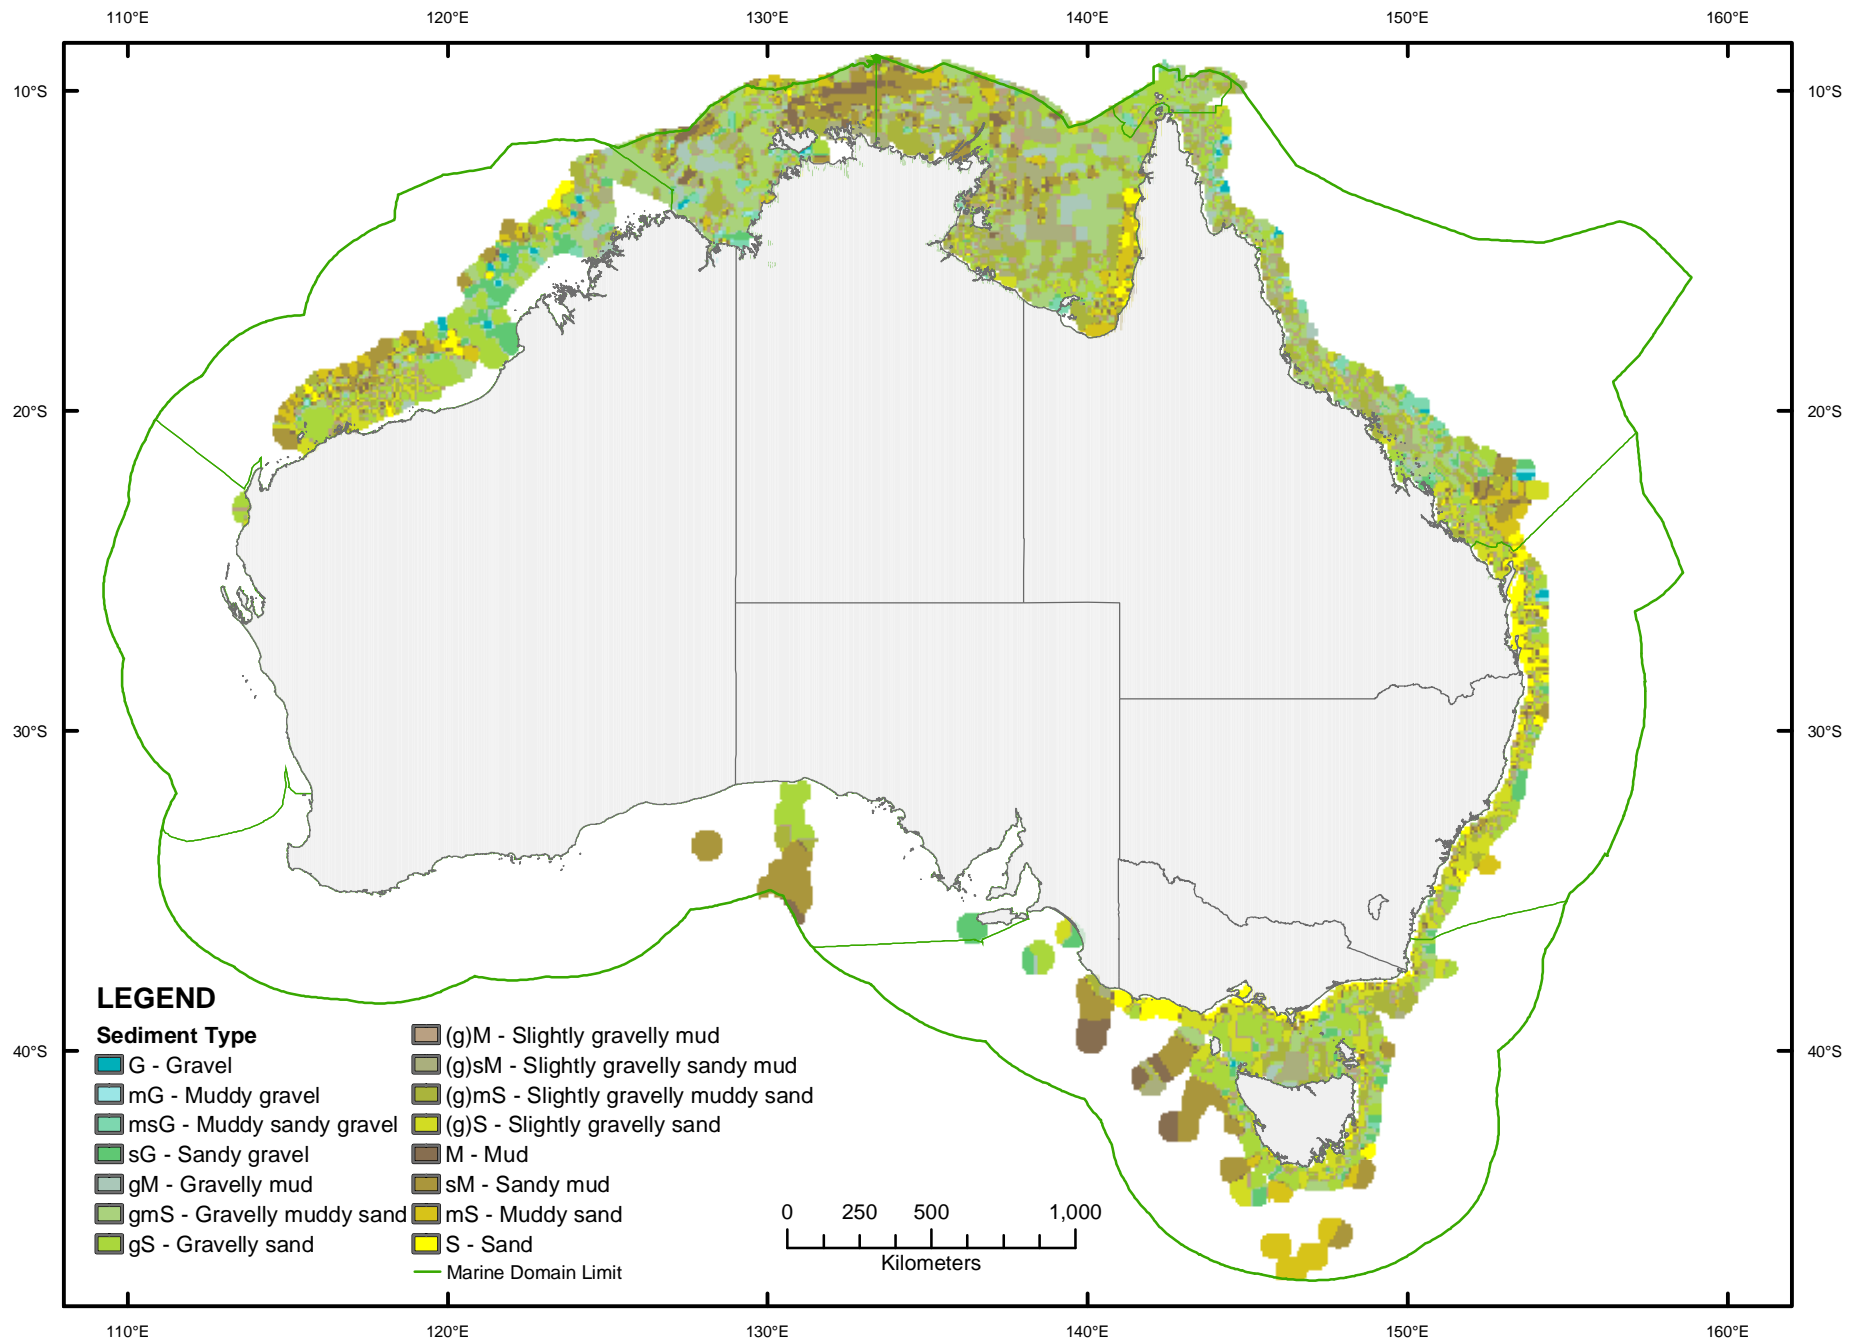 110°E 120°E 130°E 140°E 150°E 160°E
10°S 10°S
20°S 20°S
30°S 30°S
40°S 40°S
LEGEND
Sediment Type
G - Gravel
mG - Muddy gravel
msG - Muddy sandy gravel
sG - Sandy gravel
gM - Gravelly mud
gmS - Gravelly muddy sand
gS - Gravelly sand
(g)M - Slightly gravelly mud
(g)sM - Slightly gravelly sandy mud
(g)mS - Slightly gravelly muddy sand
(g)S - Slightly gravelly sand
M - Mud
sM - Sandy mud
mS - Muddy sand
S - Sand
Marine Domain Limit
0 250 500 1,000
Kilometers
110°E 120°E 130°E 140°E 150°E 160°E